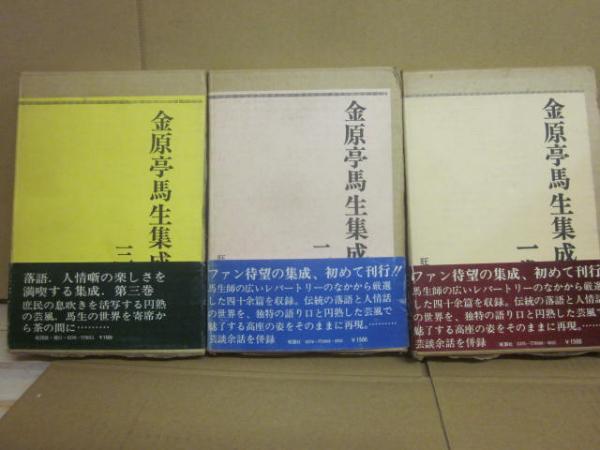 金原亭馬生集成
三
落語、人情噺の楽しさを
満喫する集成。第三巻
庶民の息吹きを活写する円熟
の芸風、馬生の世界を寄席か
ら茶の間に………
金原亭馬生集成
ファン待望の集成、初めて刊行!!
馬生師の広いレパートリーのなかから厳選
した四十余篇を収録。伝統の落語と人情話
の世界を、独特の語り口と円熟した芸風で
魅了する高座の姿をそのままに再現。………
芸談余話を併録
¥1500
金原亭馬生集成
一
ファン待望の集成、初めて刊行!!
馬生師の広いレパートリーのなかから厳選
した四十余篇を収録。伝統の落語と人情話
の世界を、独特の語り口と円熟した芸風で
魅了する高座の姿をそのままに再現。………
芸談余話を併録
¥1500